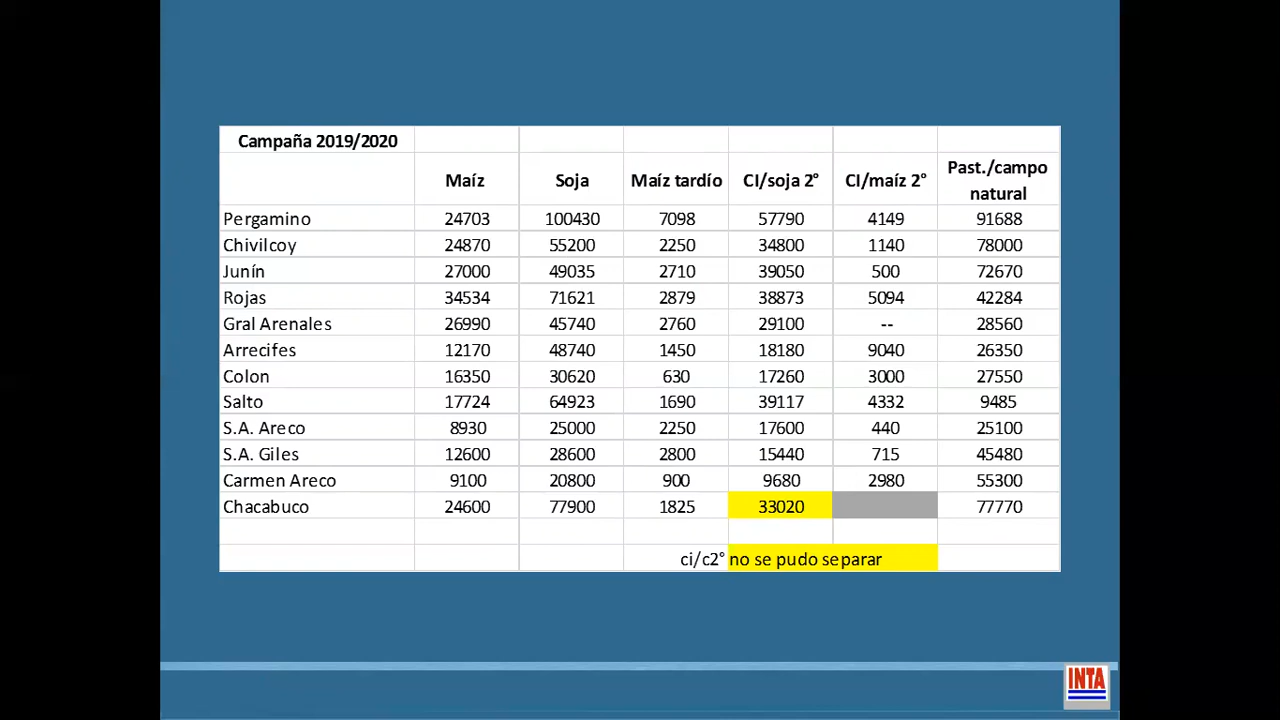 Campaña 2019/2020
Maíz Soja Maíz tardío CI/soja 2° CI/maíz 2° Past./campo natural
Pergamino 24703 100430 7098 57790 4149 91688
Chivilcoy 24870 55200 2250 34800 1140 78000
Junín 27000 49035 2710 39050 500 72670
Rojas 34534 71621 2879 38873 5094 42284
Gral Arenales 26990 45740 2760 29100 -- 28560
Arrecifes 12170 48740 1450 18180 9040 26350
Colon 16350 30620 630 17260 3000 27550
Salto 17724 64923 1690 39117 4332 9485
S.A. Areco 8930 25000 2250 17600 440 25100
S.A. Giles 12600 28600 2800 15440 715 45480
Carmen Areco 9100 20800 900 9680 2980 55300
Chacabuco 24600 77900 1825 33020 77770
ci/c2° no se pudo separar
INTA